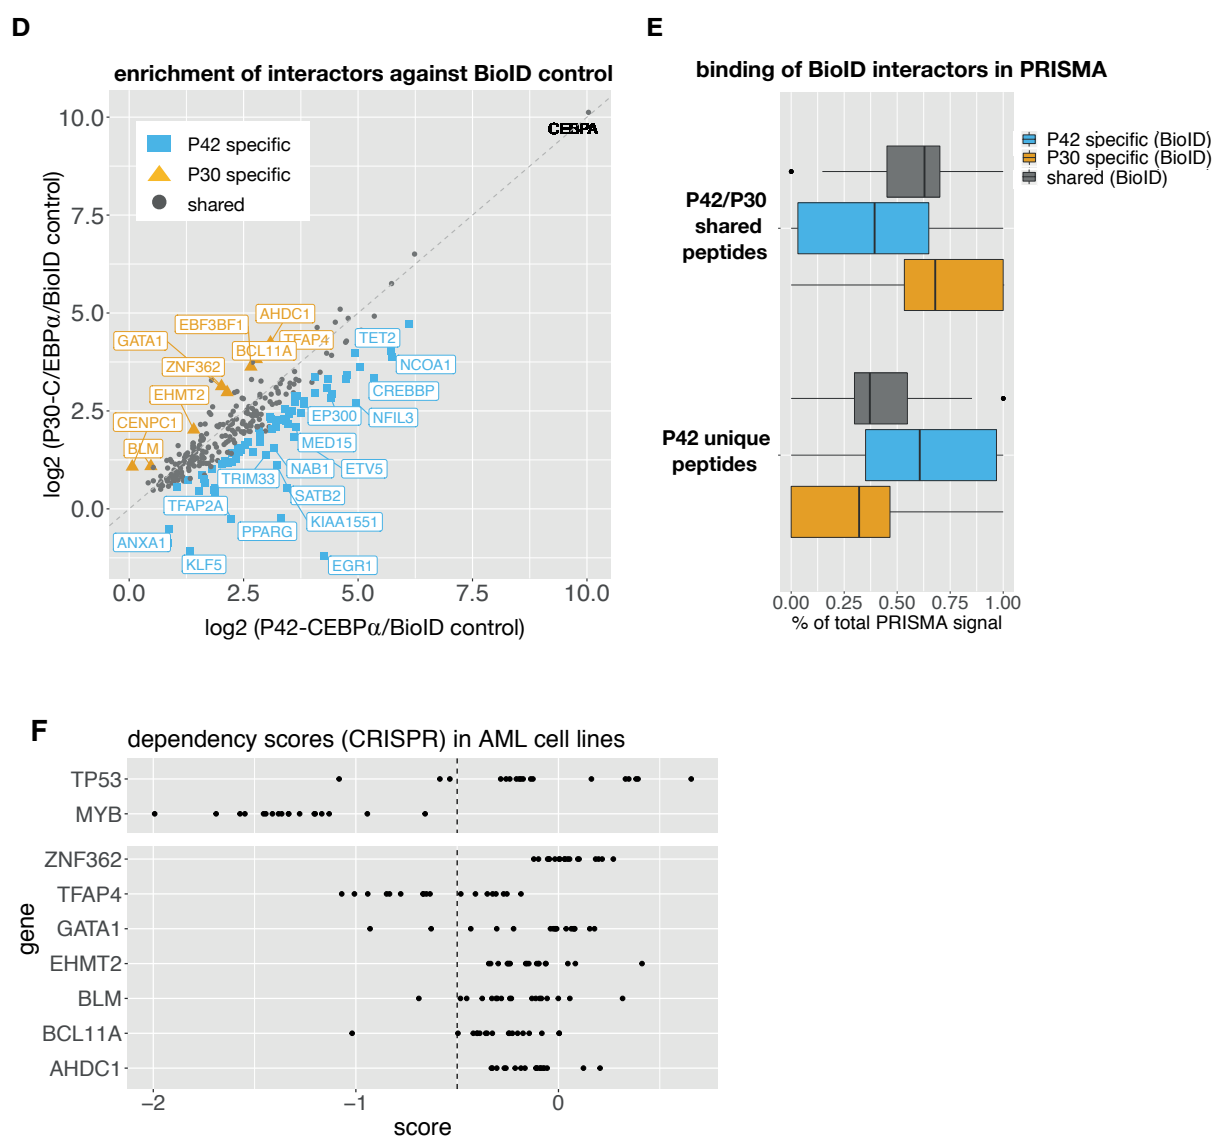 D
enrichment of interactors against BioID control
10.0
7.5
5.0
2.5
0.0
log2 (P30-C/EBPα/BioID control)
P42 specific
P30 specific
shared
CEBPA
AHDC1
EBF3BF1
GATA1
TFAP4
BCL11A
TET2
ZNF362
NCOA1
EHMT2
CREBBP
CENPC1
EP300
NFIL3
BLM
MED15
NAB1
ETV5
TRIM33
SATB2
TFAP2A
KIAA1551
PPARG
ANXA1
KLF5
EGR1
0.0 2.5 5.0 7.5 10.0
log2 (P42-CEBPα/BioID control)
E
binding of BioID interactors in PRISMA
P42 specific (BioID)
P30 specific (BioID)
shared (BioID)
P42/P30
shared
peptides
P42 unique
peptides
0.00 0.25 0.50 0.75 1.00
% of total PRISMA signal
F
dependency scores (CRISPR) in AML cell lines
gene
TP53
MYB
ZNF362
TFAP4
GATA1
EHMT2
BLM
BCL11A
AHDC1
−2 −1 0
score